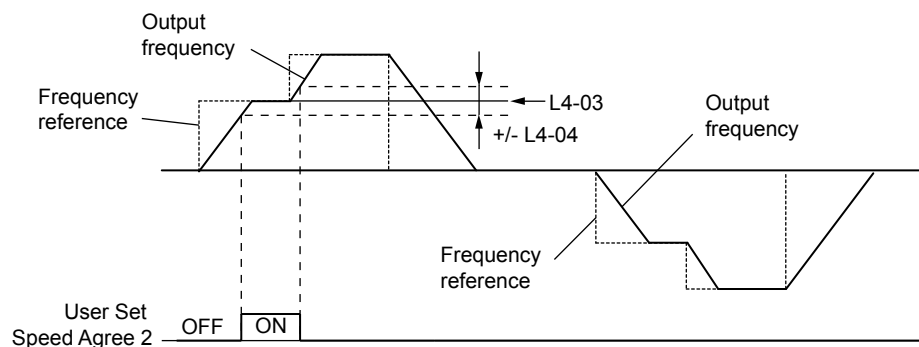 Output
frequency
Frequency
reference
L4-03
+/- L4-04
Output
frequency
Frequency
reference
User Set
Speed Agree 2
OFF
ON